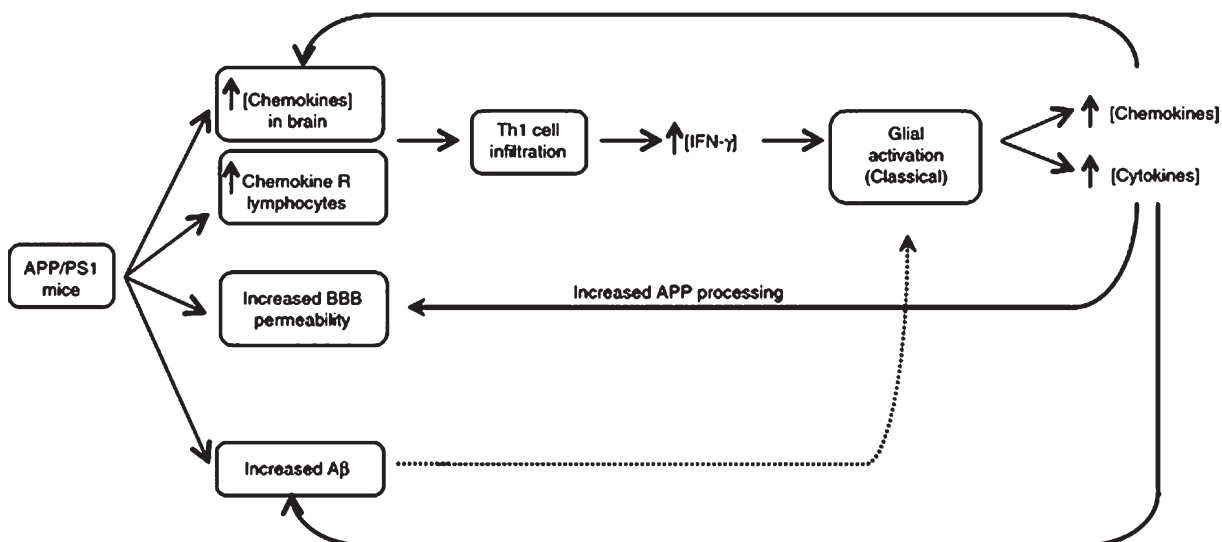 ↑ [Chemokines]
in brain
↑ Chemokine R
lymphocytes
Th1 cell
infiltration
↑ [IFN-γ]
Glial
activation
(Classical)
↑ [Chemokines]
↑ [Cytokines]
APP/PS1
mice
Increased BBB
permeability
Increased APP processing
Increased Aβ